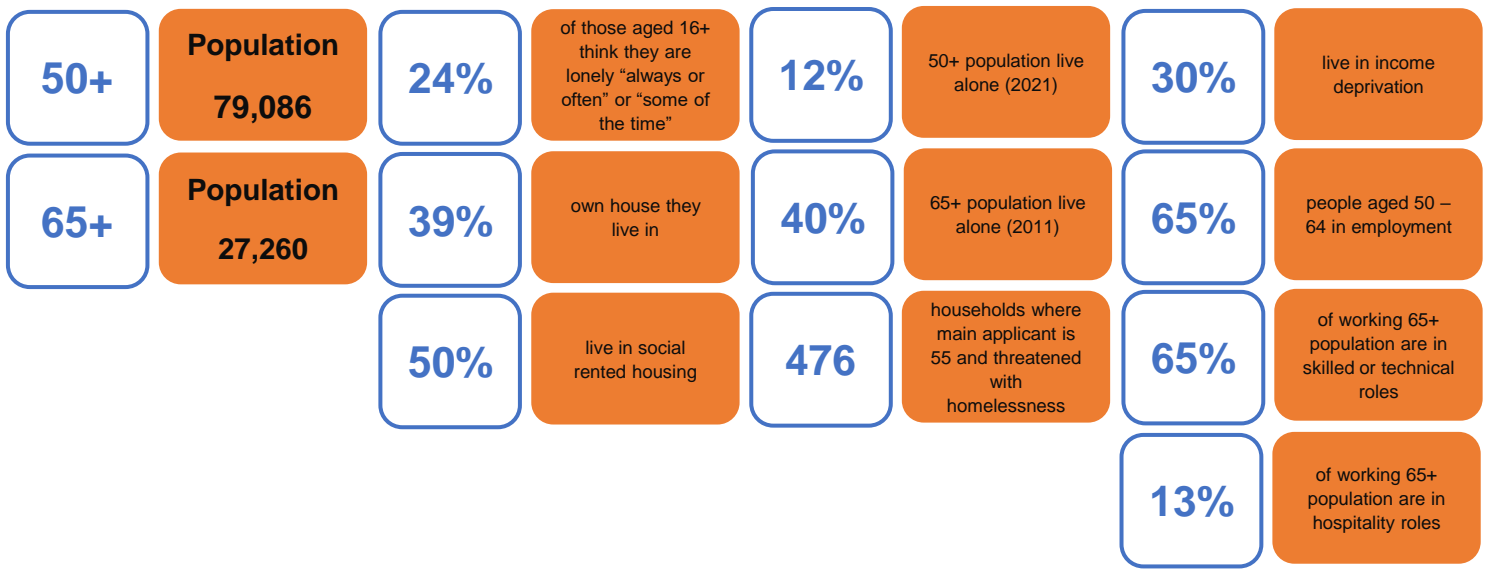 50+
Population
79,086
65+
Population
27,260
24%
of those aged 16+
think they are
lonely “always or
often” or “some of
the time”
39%
own house they
live in
50%
live in social
rented housing
12%
50+ population live
alone (2021)
40%
65+ population live
alone (2011)
476
households where
main applicant is
55 and threatened
with
homelessness
30%
live in income
deprivation
65%
people aged 50 –
64 in employment
65%
of working 65+
population are in
skilled or technical
roles
13%
of working 65+
population are in
hospitality roles